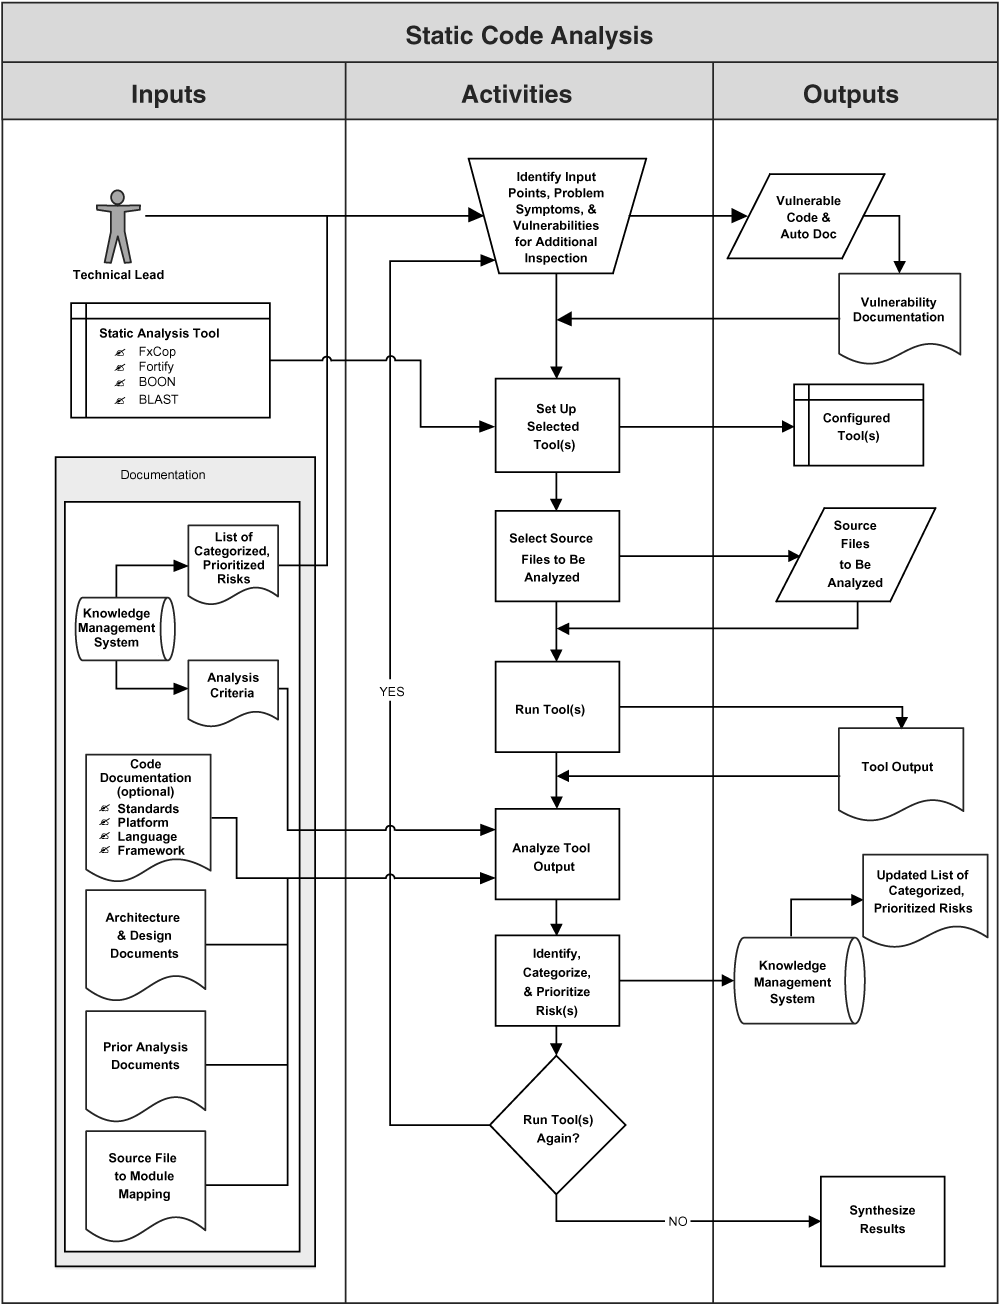 Static Code Analysis
Inputs
Activities
Outputs
Technical Lead
Static Analysis Tool
FxCop
Fortify
BOON
BLAST
Documentation
List of
Categorized,
Prioritized
Risks
Knowledge
Management
System
Analysis
Criteria
Code
Documentation
(optional)
Standards
Platform
Language
Framework
Architecture
& Design
Documents
Prior Analysis
Documents
Source File
to Module
Mapping
Identify Input
Points, Problem
Symptoms, &
Vulnerabilities
for Additional
Inspection
Set Up
Selected
Tool(s)
Select Source
Files to Be
Analyzed
YES
Run Tool(s)
Analyze Tool
Output
Identify,
Categorize,
& Prioritize
Risk(s)
Run Tool(s)
Again?
NO
Vulnerable
Code &
Auto Doc
Vulnerability
Documentation
Configured
Tool(s)
Source
Files
to Be
Analyzed
Tool Output
Updated List of
Categorized,
Prioritized Risks
Knowledge
Management
System
Synthesize
Results